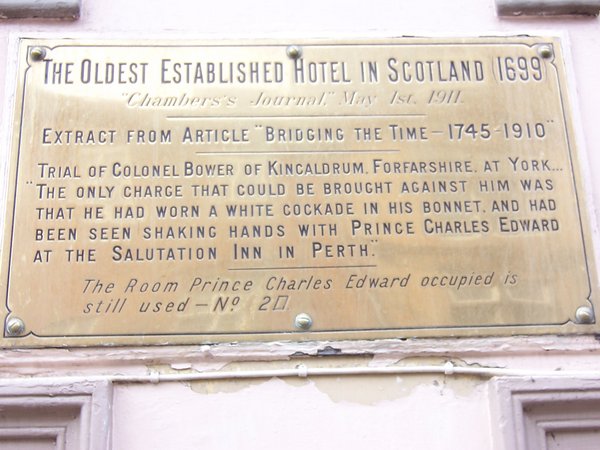 THE OLDEST ESTABLISHED HOTEL IN SCOTLAND (1699)
"Chambers's Journal," May 1st. 1911.
EXTRACT FROM ARTICLE "BRIDGING THE TIME – 1745-1910"
TRIAL OF COLONEL BOWER OF KINCALDRUM, FORFARSHIRE, AT YORK...
"THE ONLY CHARGE THAT COULD BE BROUGHT AGAINST HIM WAS
THAT HE HAD WORN A WHITE COCKADE IN HIS BONNET, AND HAD
BEEN SEEN SHAKING HANDS WITH PRINCE CHARLES EDWARD
AT THE SALUTATION INN IN PERTH."
The Room Prince Charles Edward occupied is
still used – No. 2